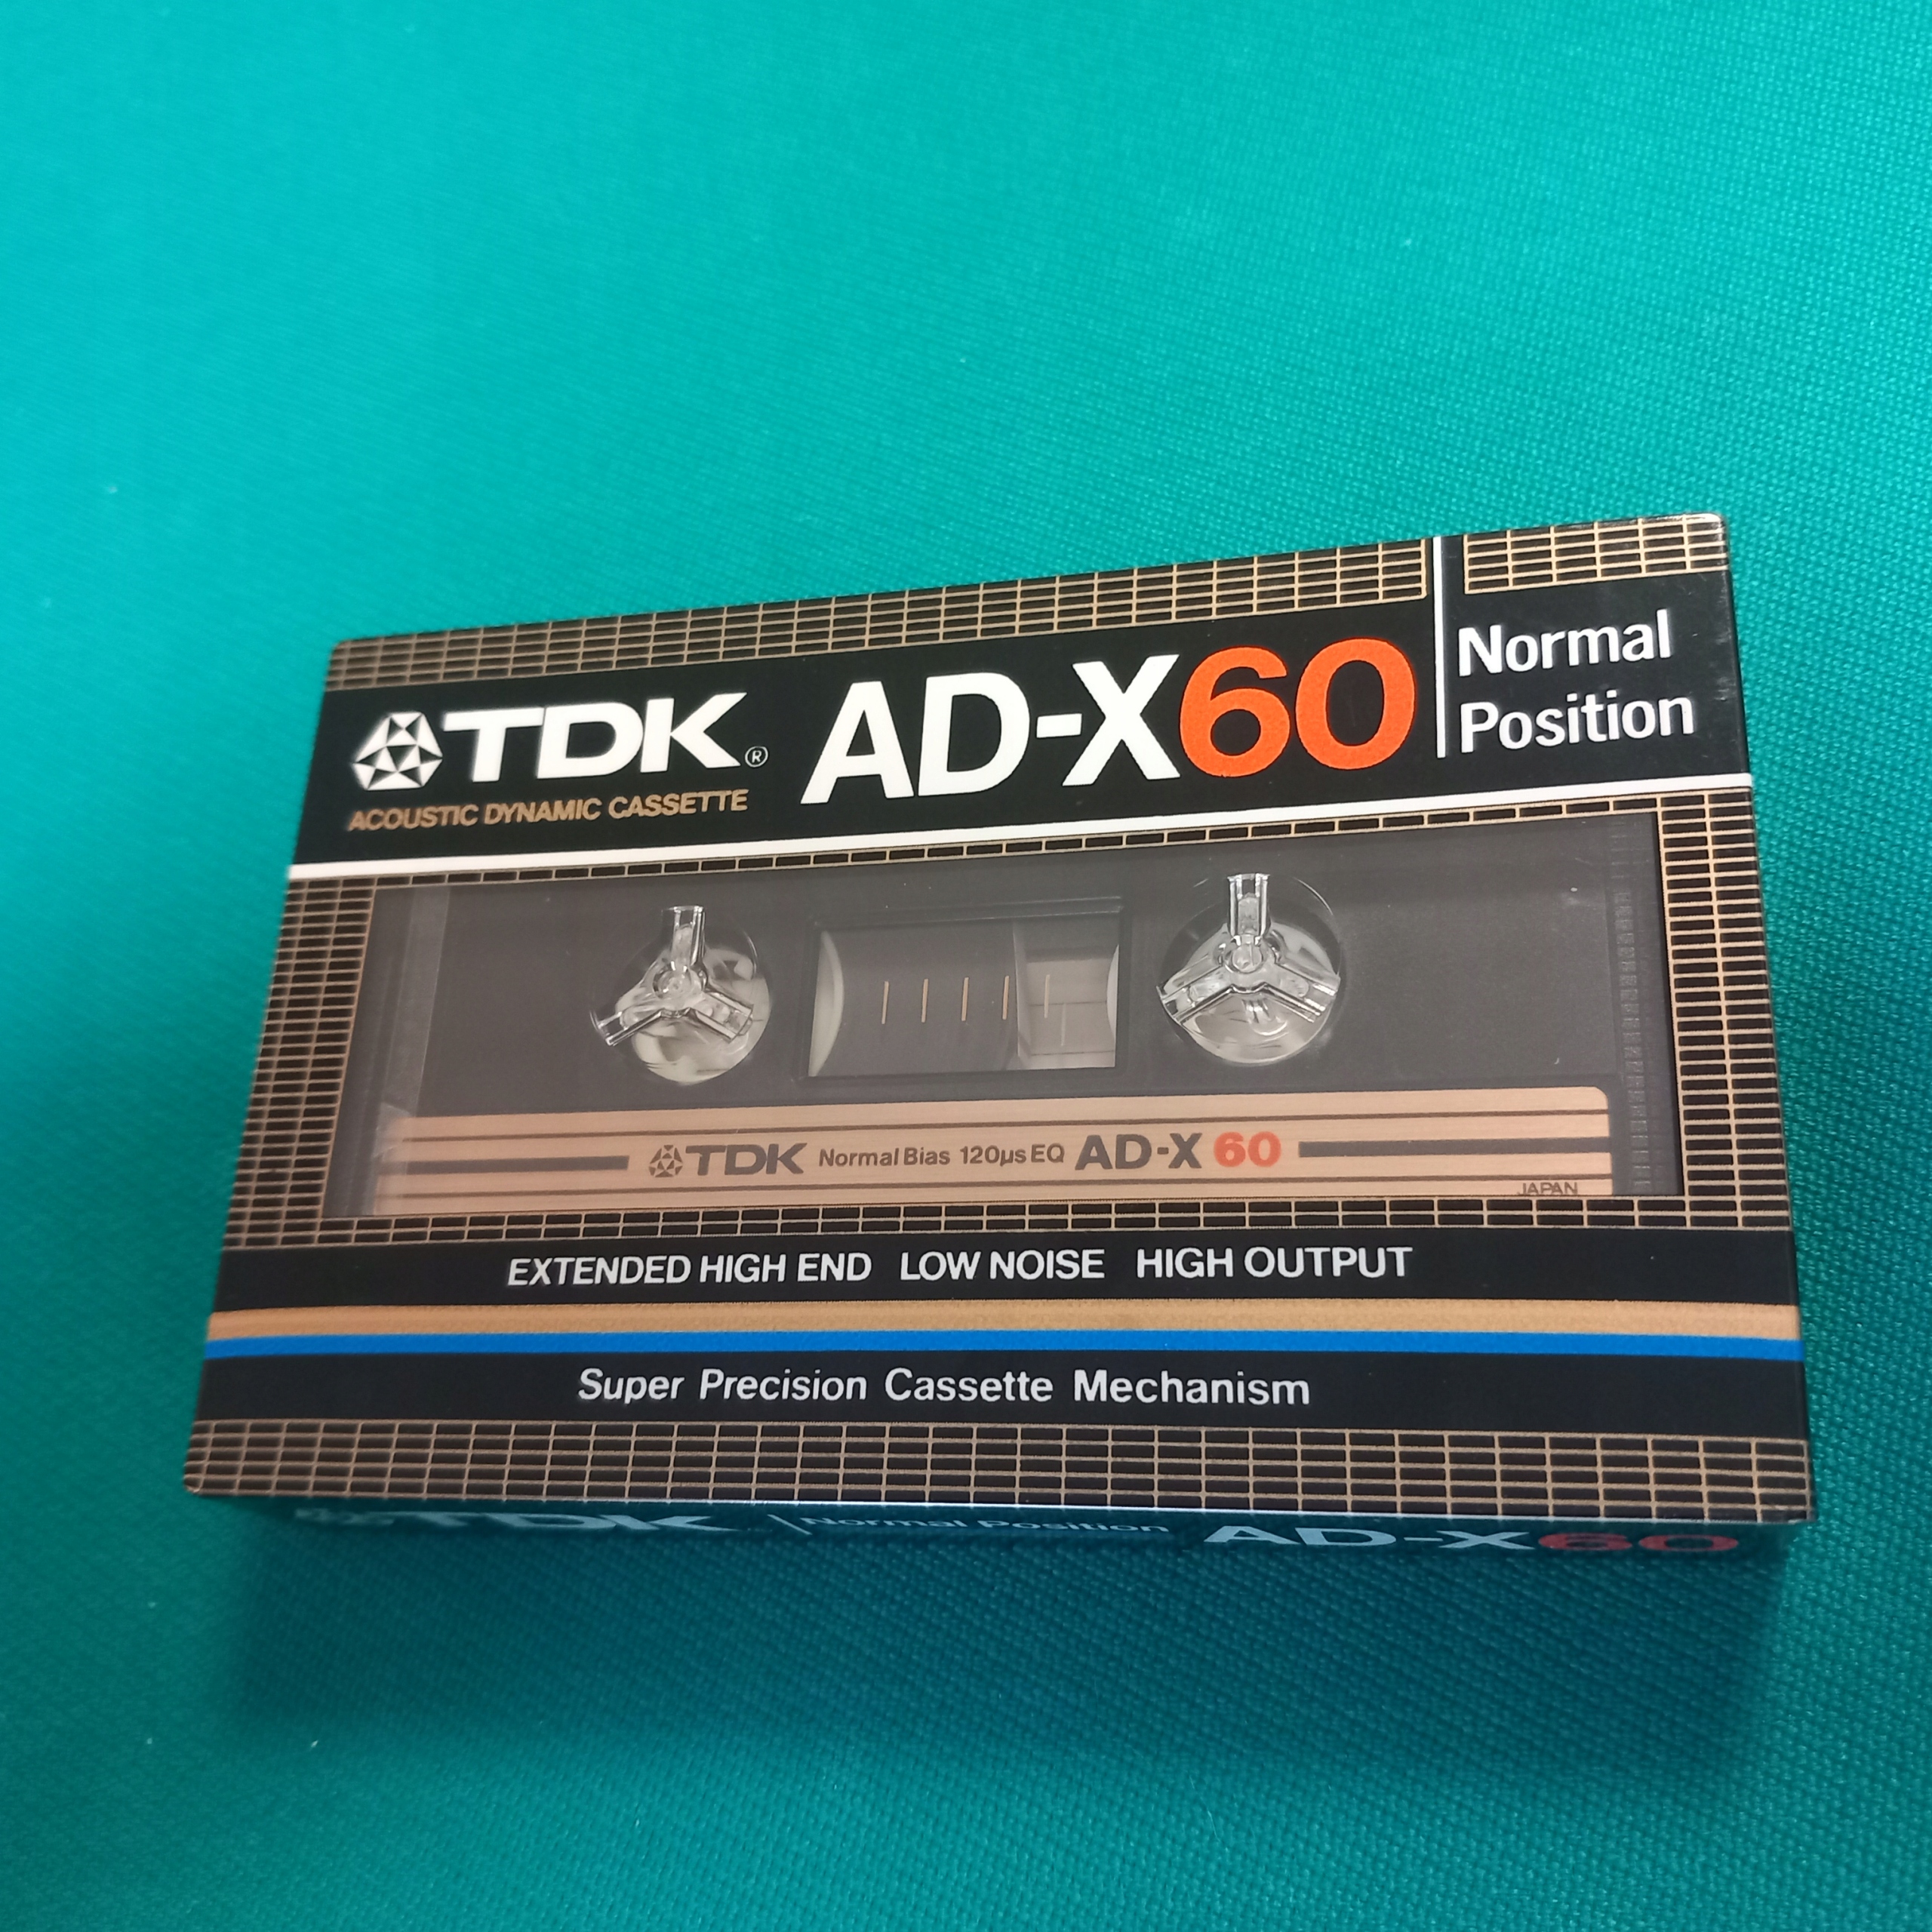 TDK® AD-X60
Normal
Position
ACOUSTIC DYNAMIC CASSETTE
TDK Normal Bias 120µs EQ AD-X 60
JAPAN
EXTENDED HIGH END LOW NOISE HIGH OUTPUT
Super Precision Cassette Mechanism
TDK Normal Position AD-X60